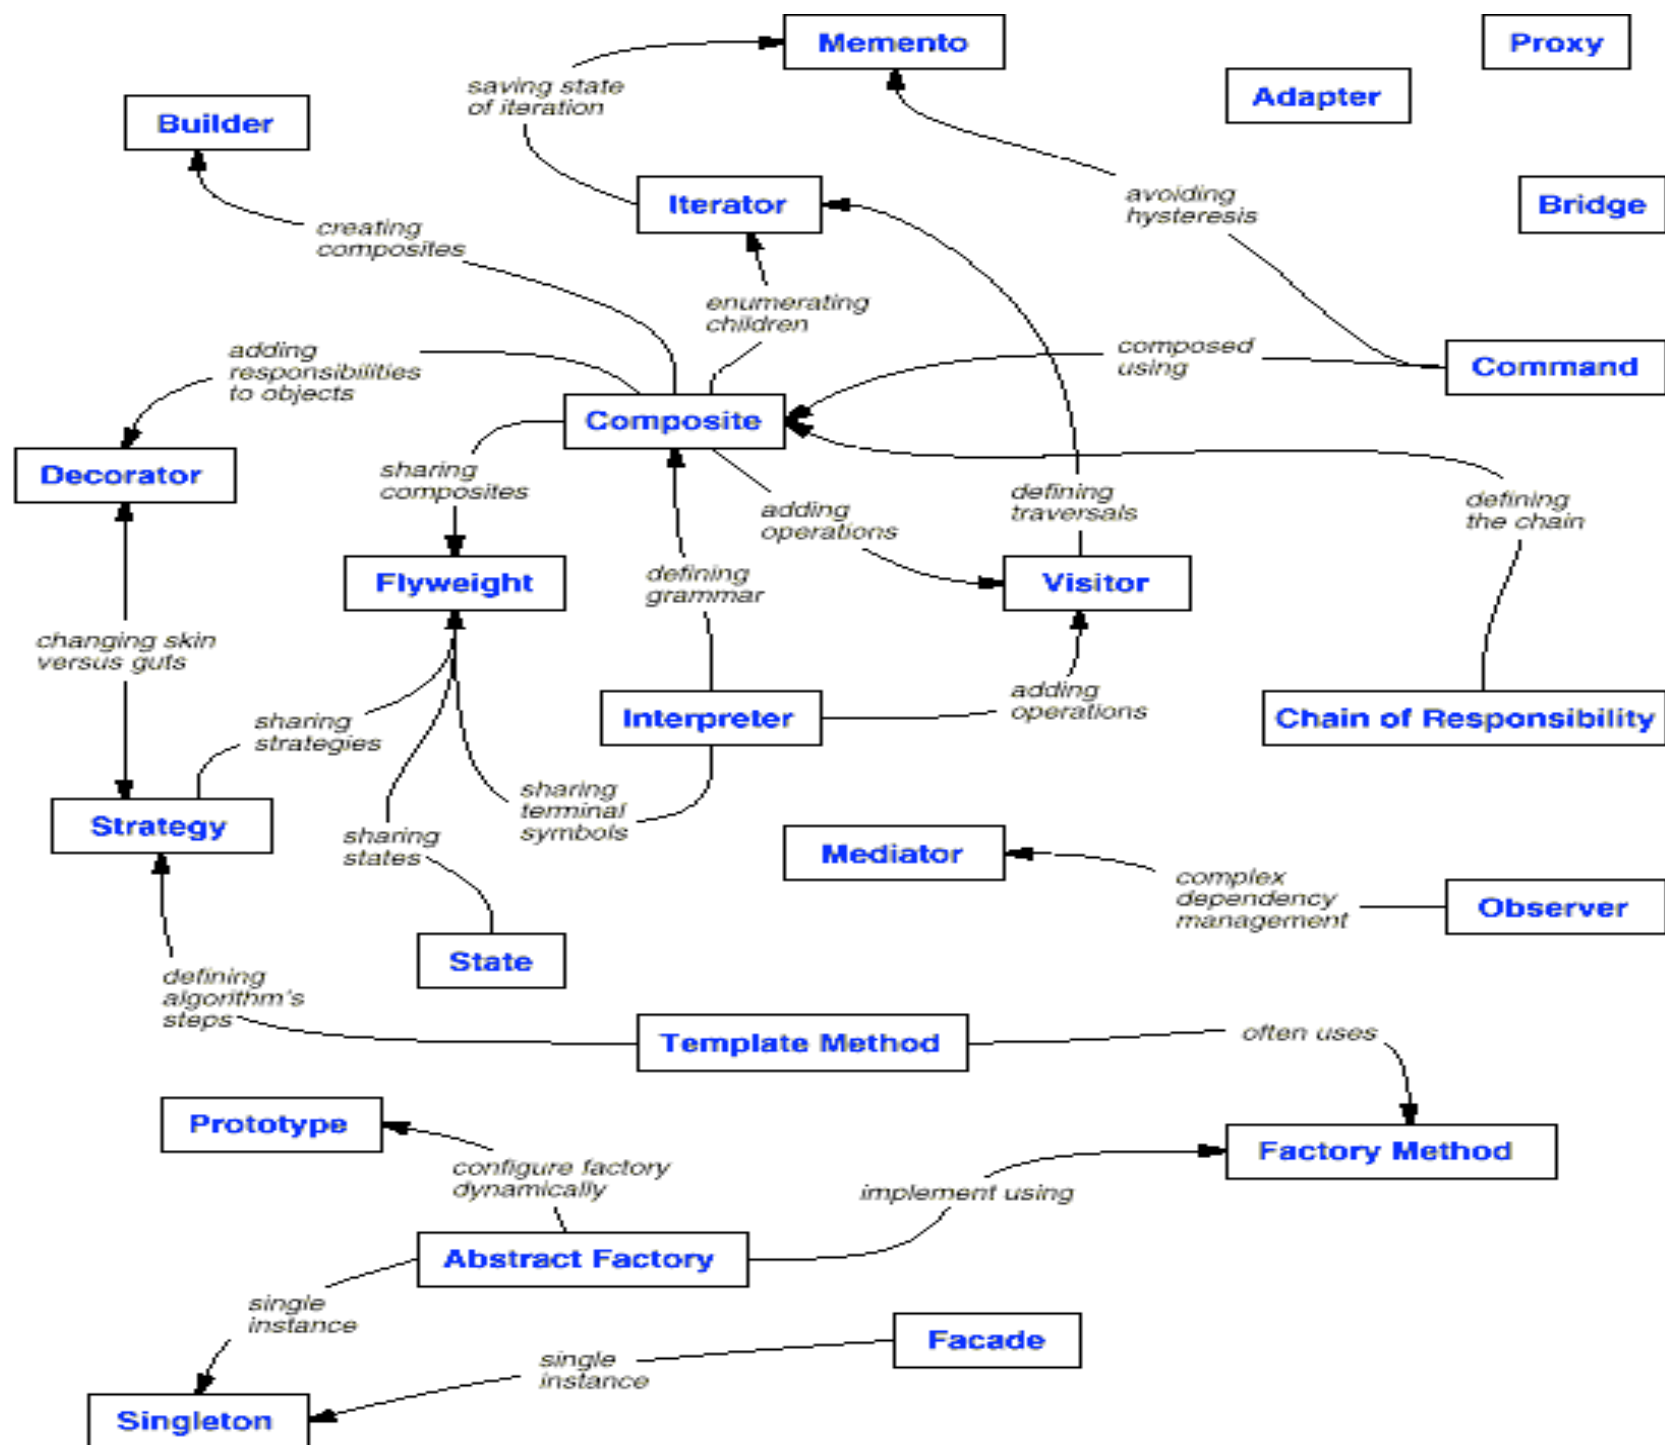 Memento
Proxy
Adapter
saving state
of iteration
Builder
Iterator
avoiding
hysteresis
Bridge
creating
composites
enumerating
children
adding
responsibilities
to objects
composed
using
Command
Composite
Decorator
sharing
composites
adding
operations
defining
traversals
defining
the chain
Flyweight
defining
grammar
Visitor
changing skin
versus guts
sharing
strategies
Interpreter
adding
operations
Chain of Responsibility
Strategy
sharing
terminal
symbols
sharing
states
Mediator
complex
dependency
management
Observer
State
defining
algorithm's
steps
Template Method
often uses
Prototype
Factory Method
configure factory
dynamically
implement using
Abstract Factory
single
instance
Facade
single
instance
Singleton